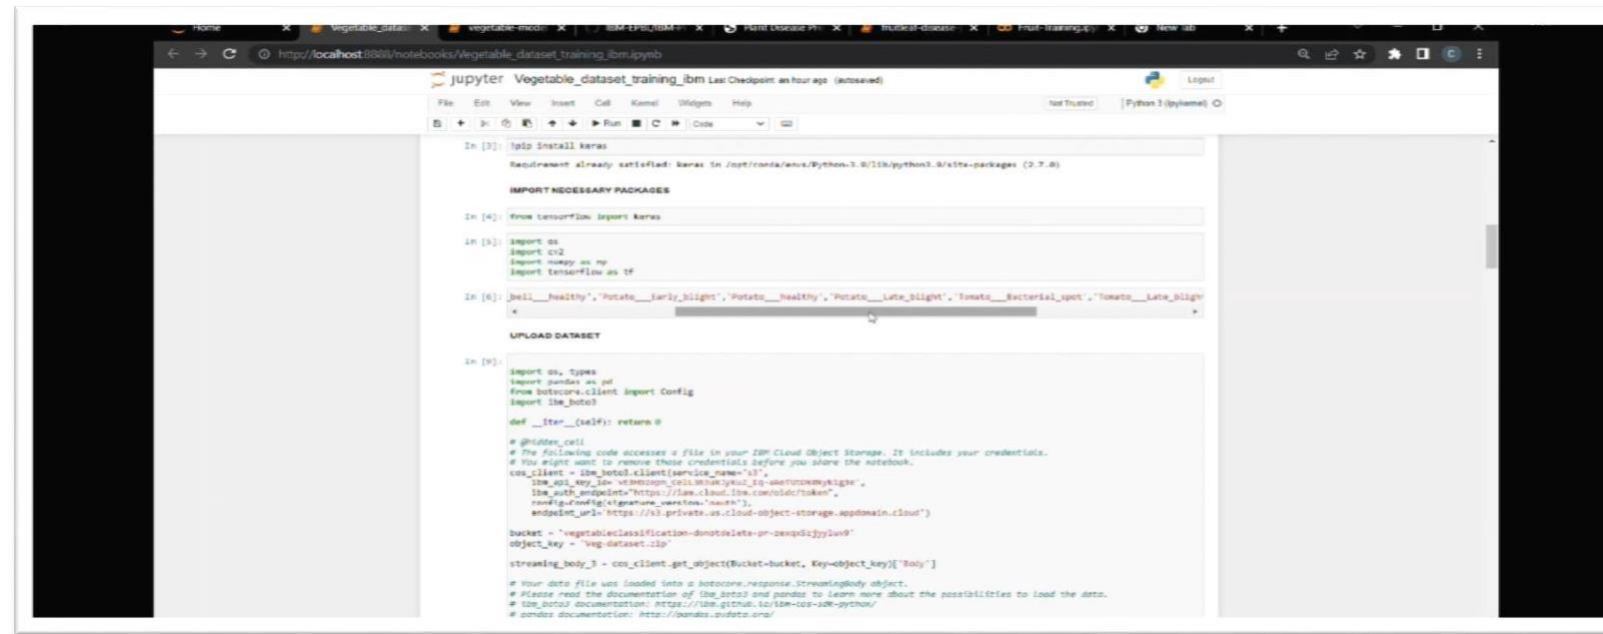 Home Vegetable_datas vegetable-mode IBM-EPBL/IBM-P Plant Disease Pr fruitleaf-disease- Fruit-Training.ipy New Tab
http://localhost:8888/notebooks/Vegetable_dataset_training_ibm.ipynb
jupyter Vegetable_dataset_training_ibm Last Checkpoint: an hour ago (autosaved) Logout
File Edit View Insert Cell Kernel Widgets Help Not Trusted Python 3 (ipykernel)
Run Code
In [3]: !pip install keras
Requirement already satisfied: keras in /opt/conda/envs/Python-3.9/lib/python3.9/site-packages (2.7.0)
IMPORT NECESSARY PACKAGES
In [4]: from tensorflow import keras
In [5]: import os
import cv2
import numpy as np
import tensorflow as tf
In [6]: bell___healthy','Potato___Early_blight','Potato___healthy','Potato___Late_blight','Tomato___Bacterial_spot','Tomato___Late_bligh
UPLOAD DATASET
In [9]:
import os, types
import pandas as pd
from botocore.client import Config
import ibm_boto3
def __iter__(self): return 0
# @hidden_cell
# The following code accesses a file in your IBM Cloud Object Storage. It includes your credentials.
# You might want to remove those credentials before you share the notebook.
cos_client = ibm_boto3.client(service_name='s3',
ibm_api_key_id=
ibm_auth_endpoint="https://iam.cloud.ibm.com/oidc/token",
config=Config(signature_version='oauth'),
endpoint_url='https://s3.private.us.cloud-object-storage.appdomain.cloud')
bucket =
object_key = 'Veg-dataset.zip'
streaming_body_3 = cos_client.get_object(Bucket=bucket, Key=object_key)['Body']
# Your data file was loaded into a botocore.response.StreamingBody object.
# Please read the documentation of ibm_boto3 and pandas to learn more about the possibilities to load the data.
# ibm_boto3 documentation: https://ibm.github.io/ibm-cos-sdk-python/
# pandas documentation: http://pandas.pydata.org/